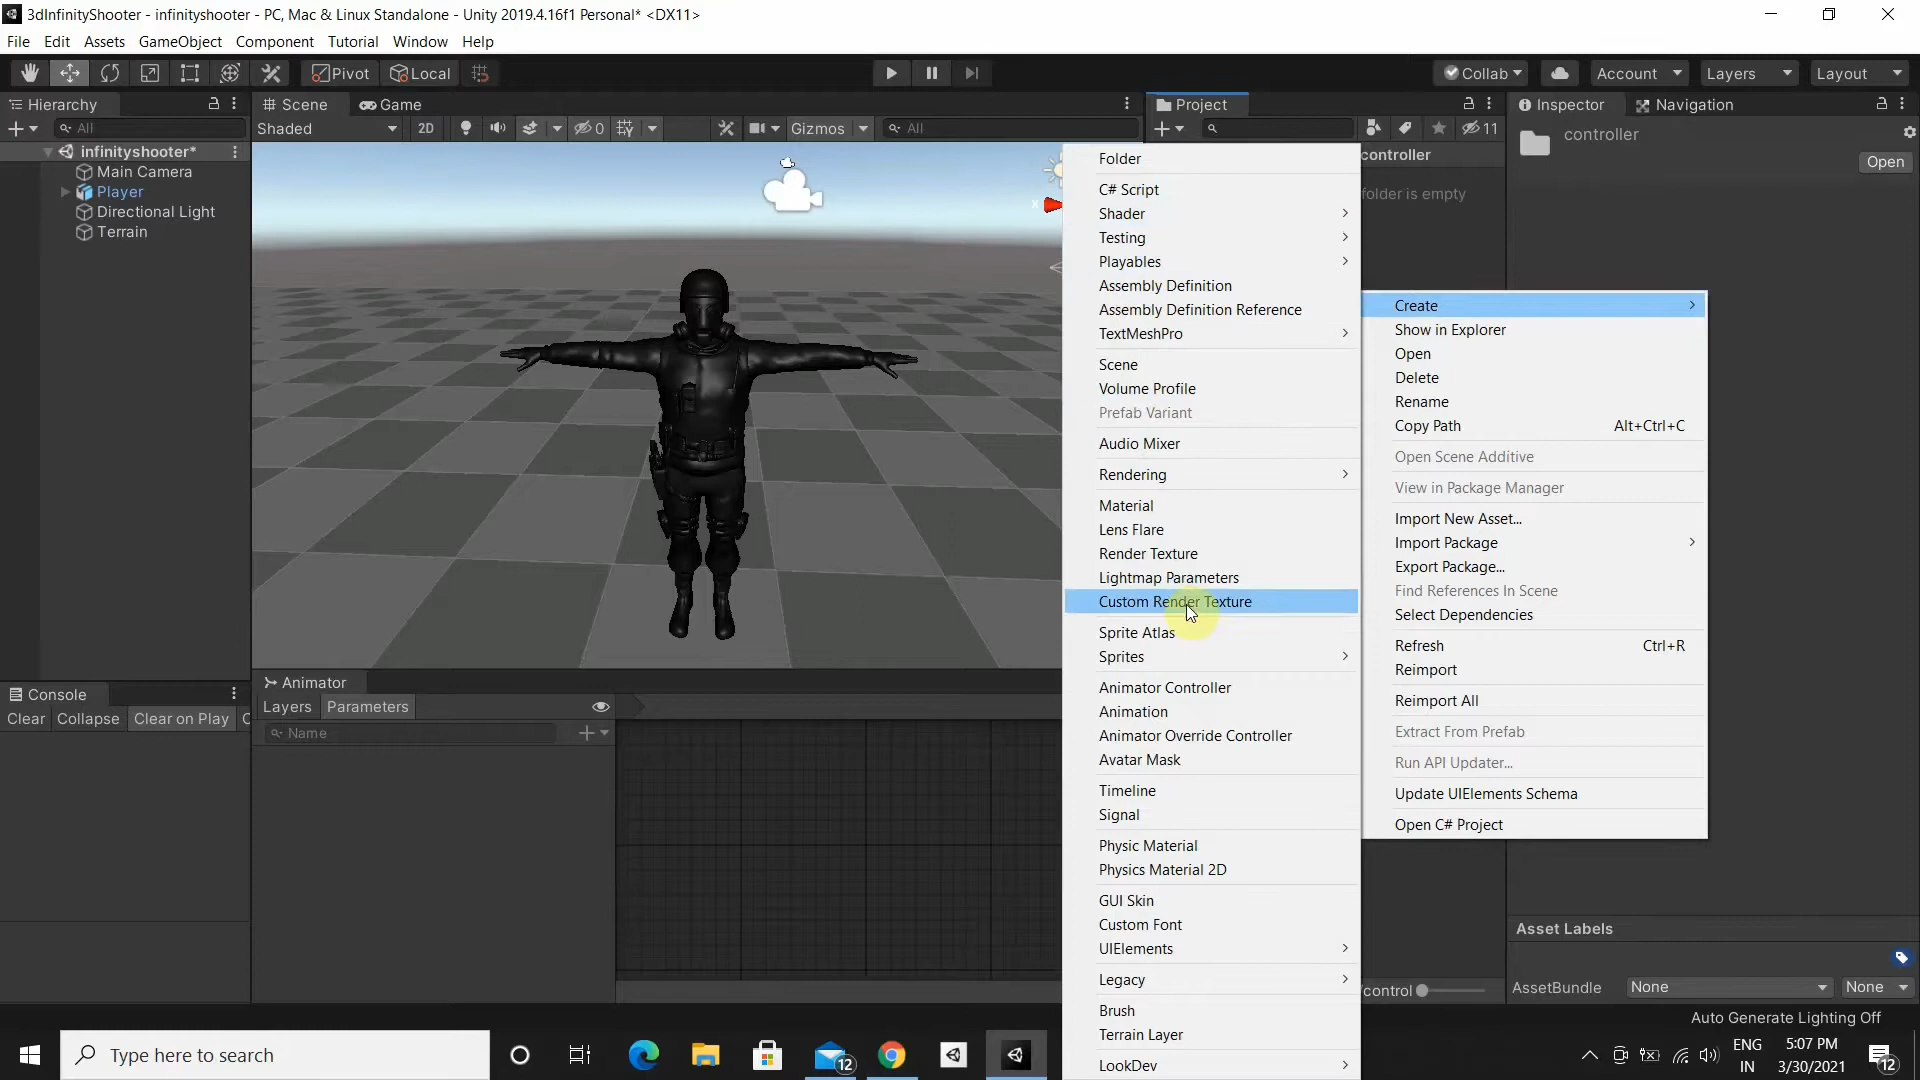 3dInfinityShooter - infinityshooter - PC, Mac & Linux Standalone - Unity 2019.4.16f1 Personal* <DX11>
File Edit Assets GameObject Component Tutorial Window Help
Pivot Local Collab Account Layers Layout
Hierarchy Scene Game Project Inspector Navigation
All Shaded 2D 0 Gizmos All 11
infinityshooter*
Main Camera
Player
Directional Light
Terrain
controller
folder is empty
controller
Open
Folder
C# Script
Shader
Testing
Playables
Assembly Definition
Assembly Definition Reference
TextMeshPro
Scene
Volume Profile
Prefab Variant
Audio Mixer
Rendering
Material
Lens Flare
Render Texture
Lightmap Parameters
Custom Render Texture
Sprite Atlas
Sprites
Animator Controller
Animation
Animator Override Controller
Avatar Mask
Timeline
Signal
Physic Material
Physics Material 2D
GUI Skin
Custom Font
UIElements
Legacy
Brush
Terrain Layer
LookDev
Create
Show in Explorer
Open
Delete
Rename
Copy Path Alt+Ctrl+C
Open Scene Additive
View in Package Manager
Import New Asset...
Import Package
Export Package...
Find References In Scene
Select Dependencies
Refresh Ctrl+R
Reimport
Reimport All
Extract From Prefab
Run API Updater...
Update UIElements Schema
Open C# Project
x
Console
Clear Collapse Clear on Play
Animator
Layers Parameters
Name
/control
Asset Labels
AssetBundle None None
Auto Generate Lighting Off
Type here to search
12
ENG
IN
5:07 PM
3/30/2021
12